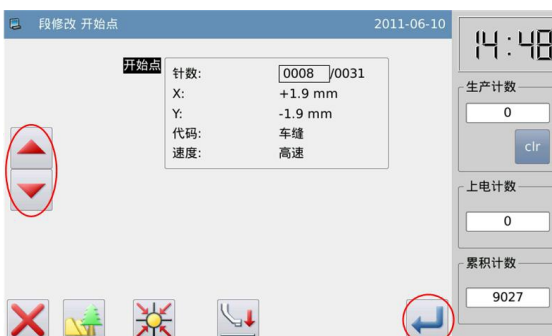 段修改 开始点 2011-06-10
14:48
开始点
针数: 0008 /0031
X: +1.9 mm
Y: -1.9 mm
代码: 车缝
速度: 高速
生产计数
0
clr
上电计数
0
累积计数
9027